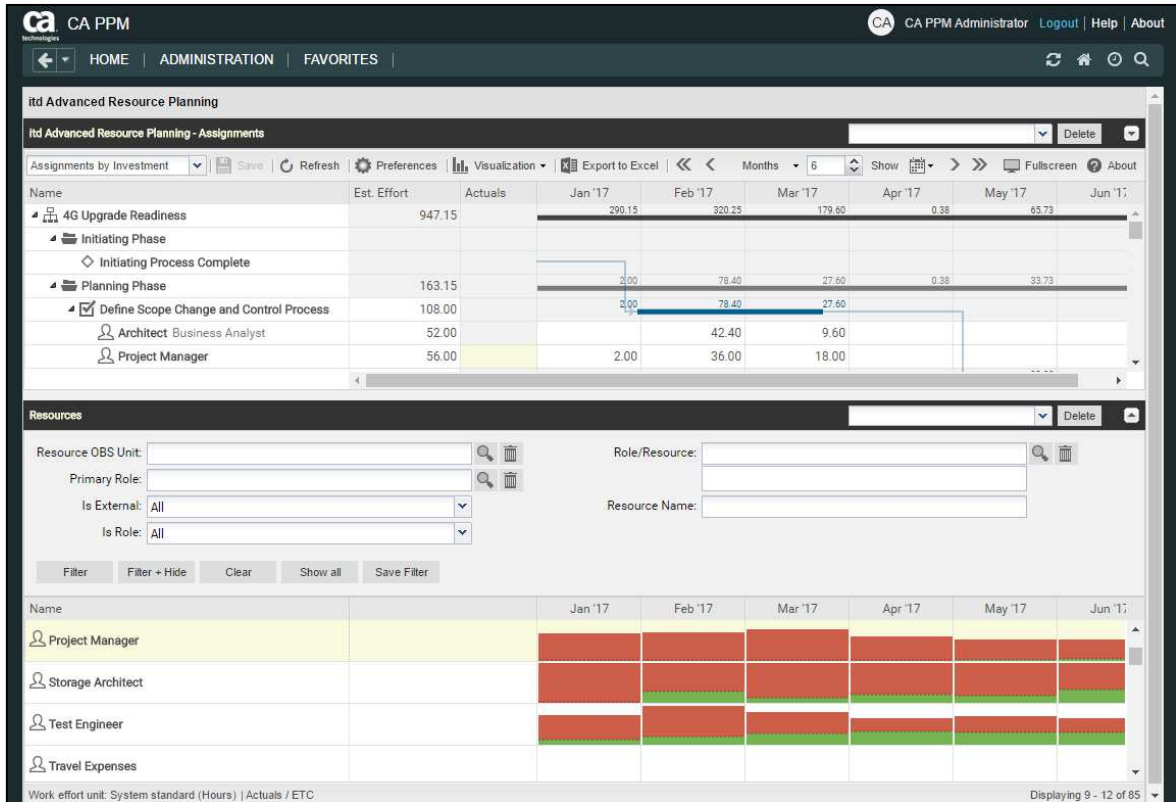 ca technologies CA PPM CA CA PPM Administrator Logout | Help | About
HOME | ADMINISTRATION | FAVORITES |
itd Advanced Resource Planning
itd Advanced Resource Planning - Assignments Delete
Assignments by Investment Save Refresh Preferences Visualization Export to Excel Months 6 Show Fullscreen About
Name Est. Effort Actuals Jan '17 Feb '17 Mar '17 Apr '17 May '17 Jun '17
4G Upgrade Readiness 947.15 290.15 320.25 179.60 0.38 65.73
Initiating Phase
Initiating Process Complete
Planning Phase 163.15 2.00 78.40 27.60 0.38 33.73
Define Scope Change and Control Process 108.00 2.00 78.40 27.60
Architect Business Analyst 52.00 42.40 9.60
Project Manager 56.00 2.00 36.00 18.00
Resources Delete
Resource OBS Unit: Role/Resource:
Primary Role:
Is External: All Resource Name:
Is Role: All
Filter Filter + Hide Clear Show all Save Filter
Name Jan '17 Feb '17 Mar '17 Apr '17 May '17 Jun '17
Project Manager
Storage Architect
Test Engineer
Travel Expenses
Work effort unit: System standard (Hours) | Actuals / ETC Displaying 9 - 12 of 85